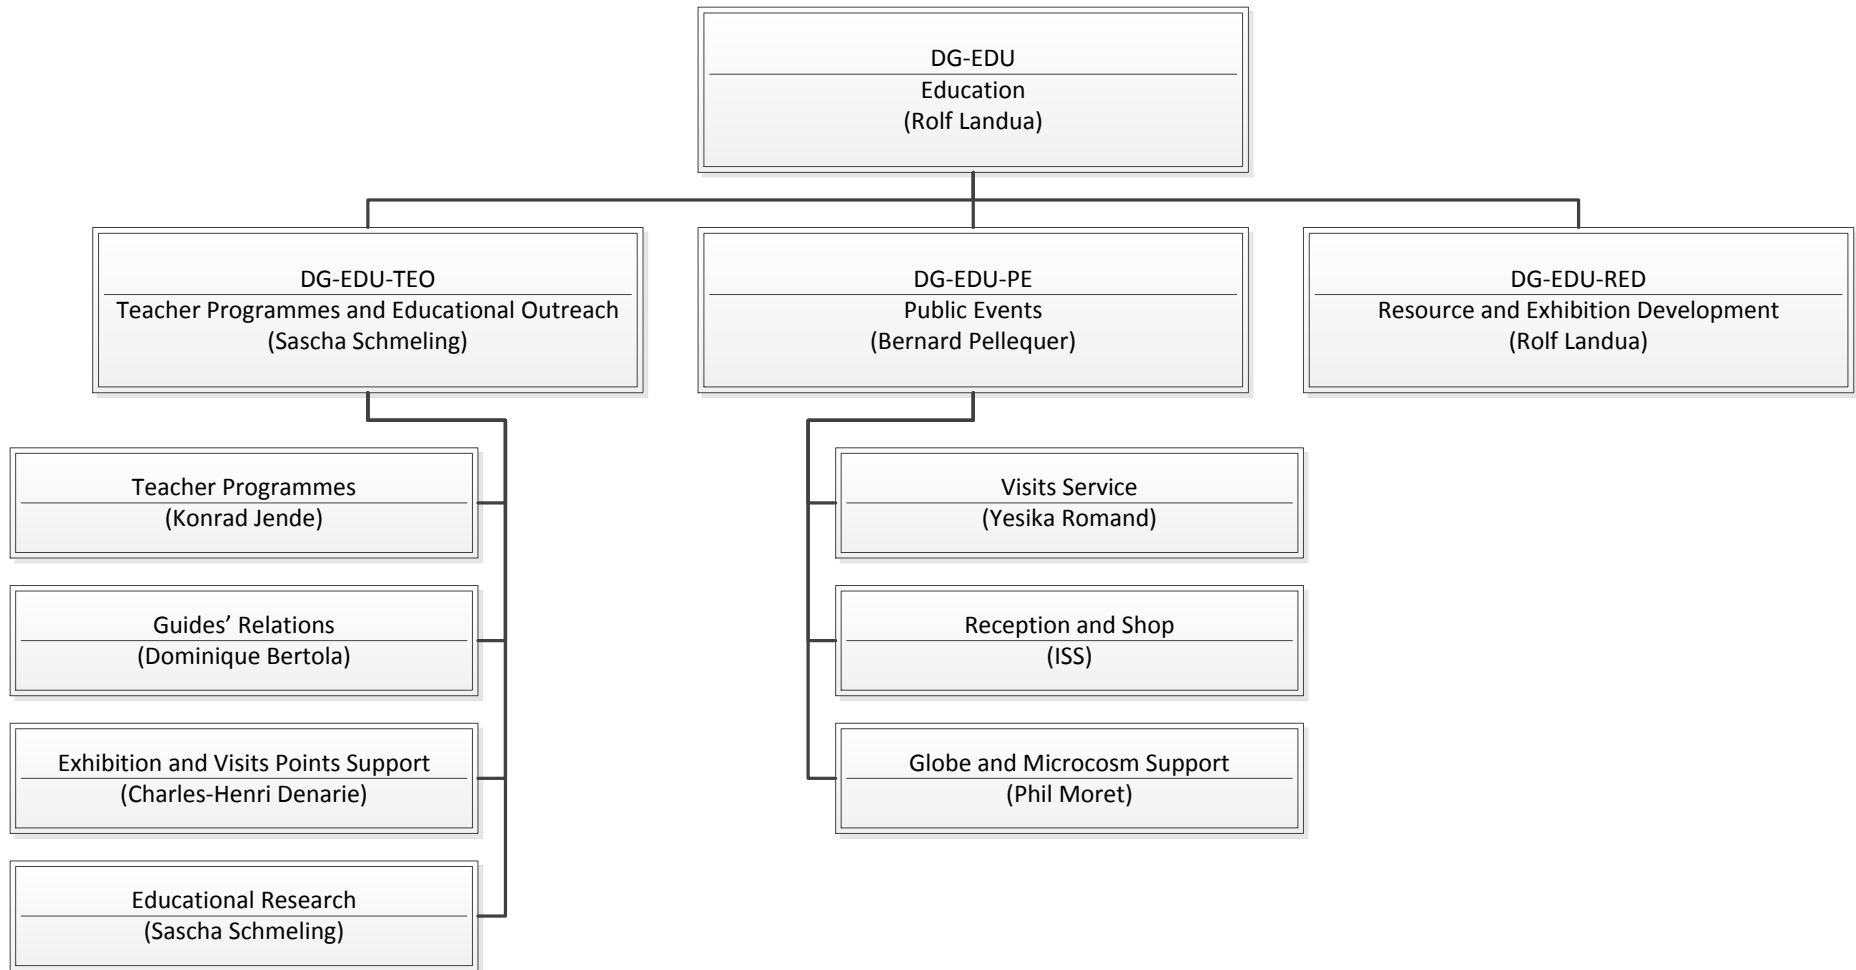 DG-EDU
Education
(Rolf Landua)
DG-EDU-TEO
Teacher Programmes and Educational Outreach
(Sascha Schmeling)
DG-EDU-PE
Public Events
(Bernard Pellequer)
DG-EDU-RED
Resource and Exhibition Development
(Rolf Landua)
Teacher Programmes
(Konrad Jende)
Guides’ Relations
(Dominique Bertola)
Exhibition and Visits Points Support
(Charles-Henri Denarie)
Educational Research
(Sascha Schmeling)
Visits Service
(Yesika Romand)
Reception and Shop
(ISS)
Globe and Microcosm Support
(Phil Moret)